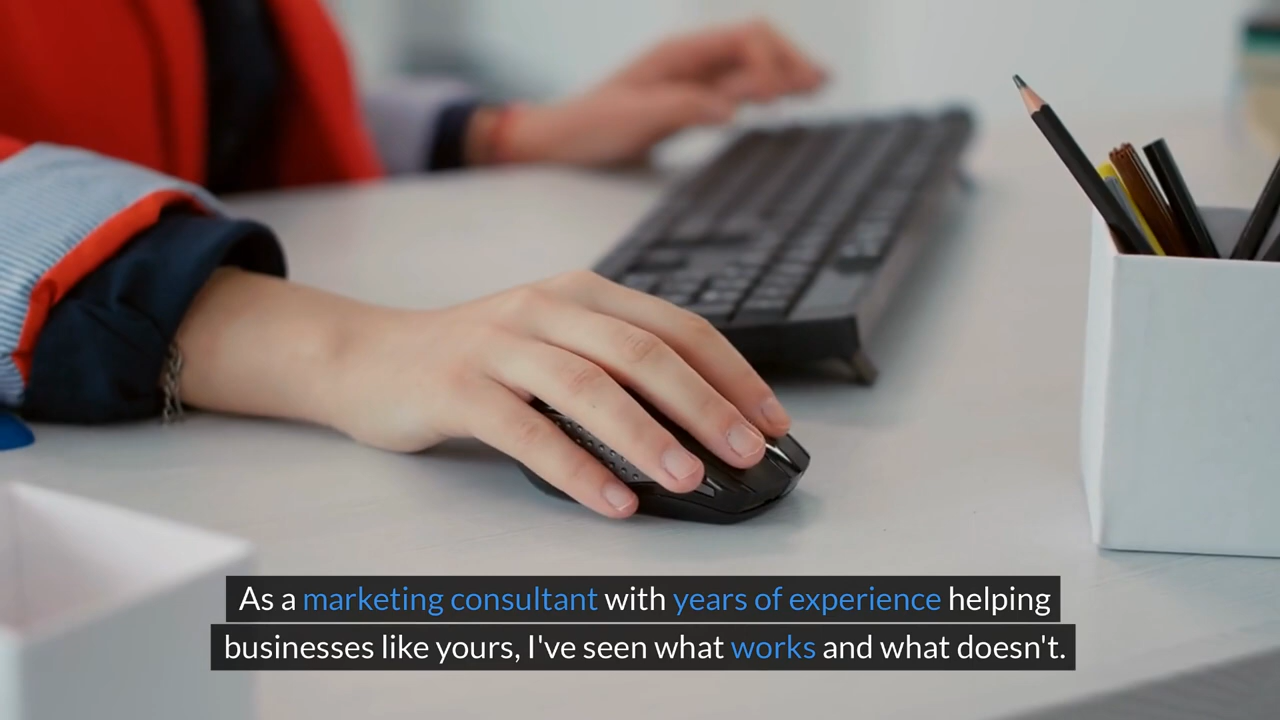 As a marketing consultant with years of experience helping
businesses like yours, I've seen what works and what doesn't.